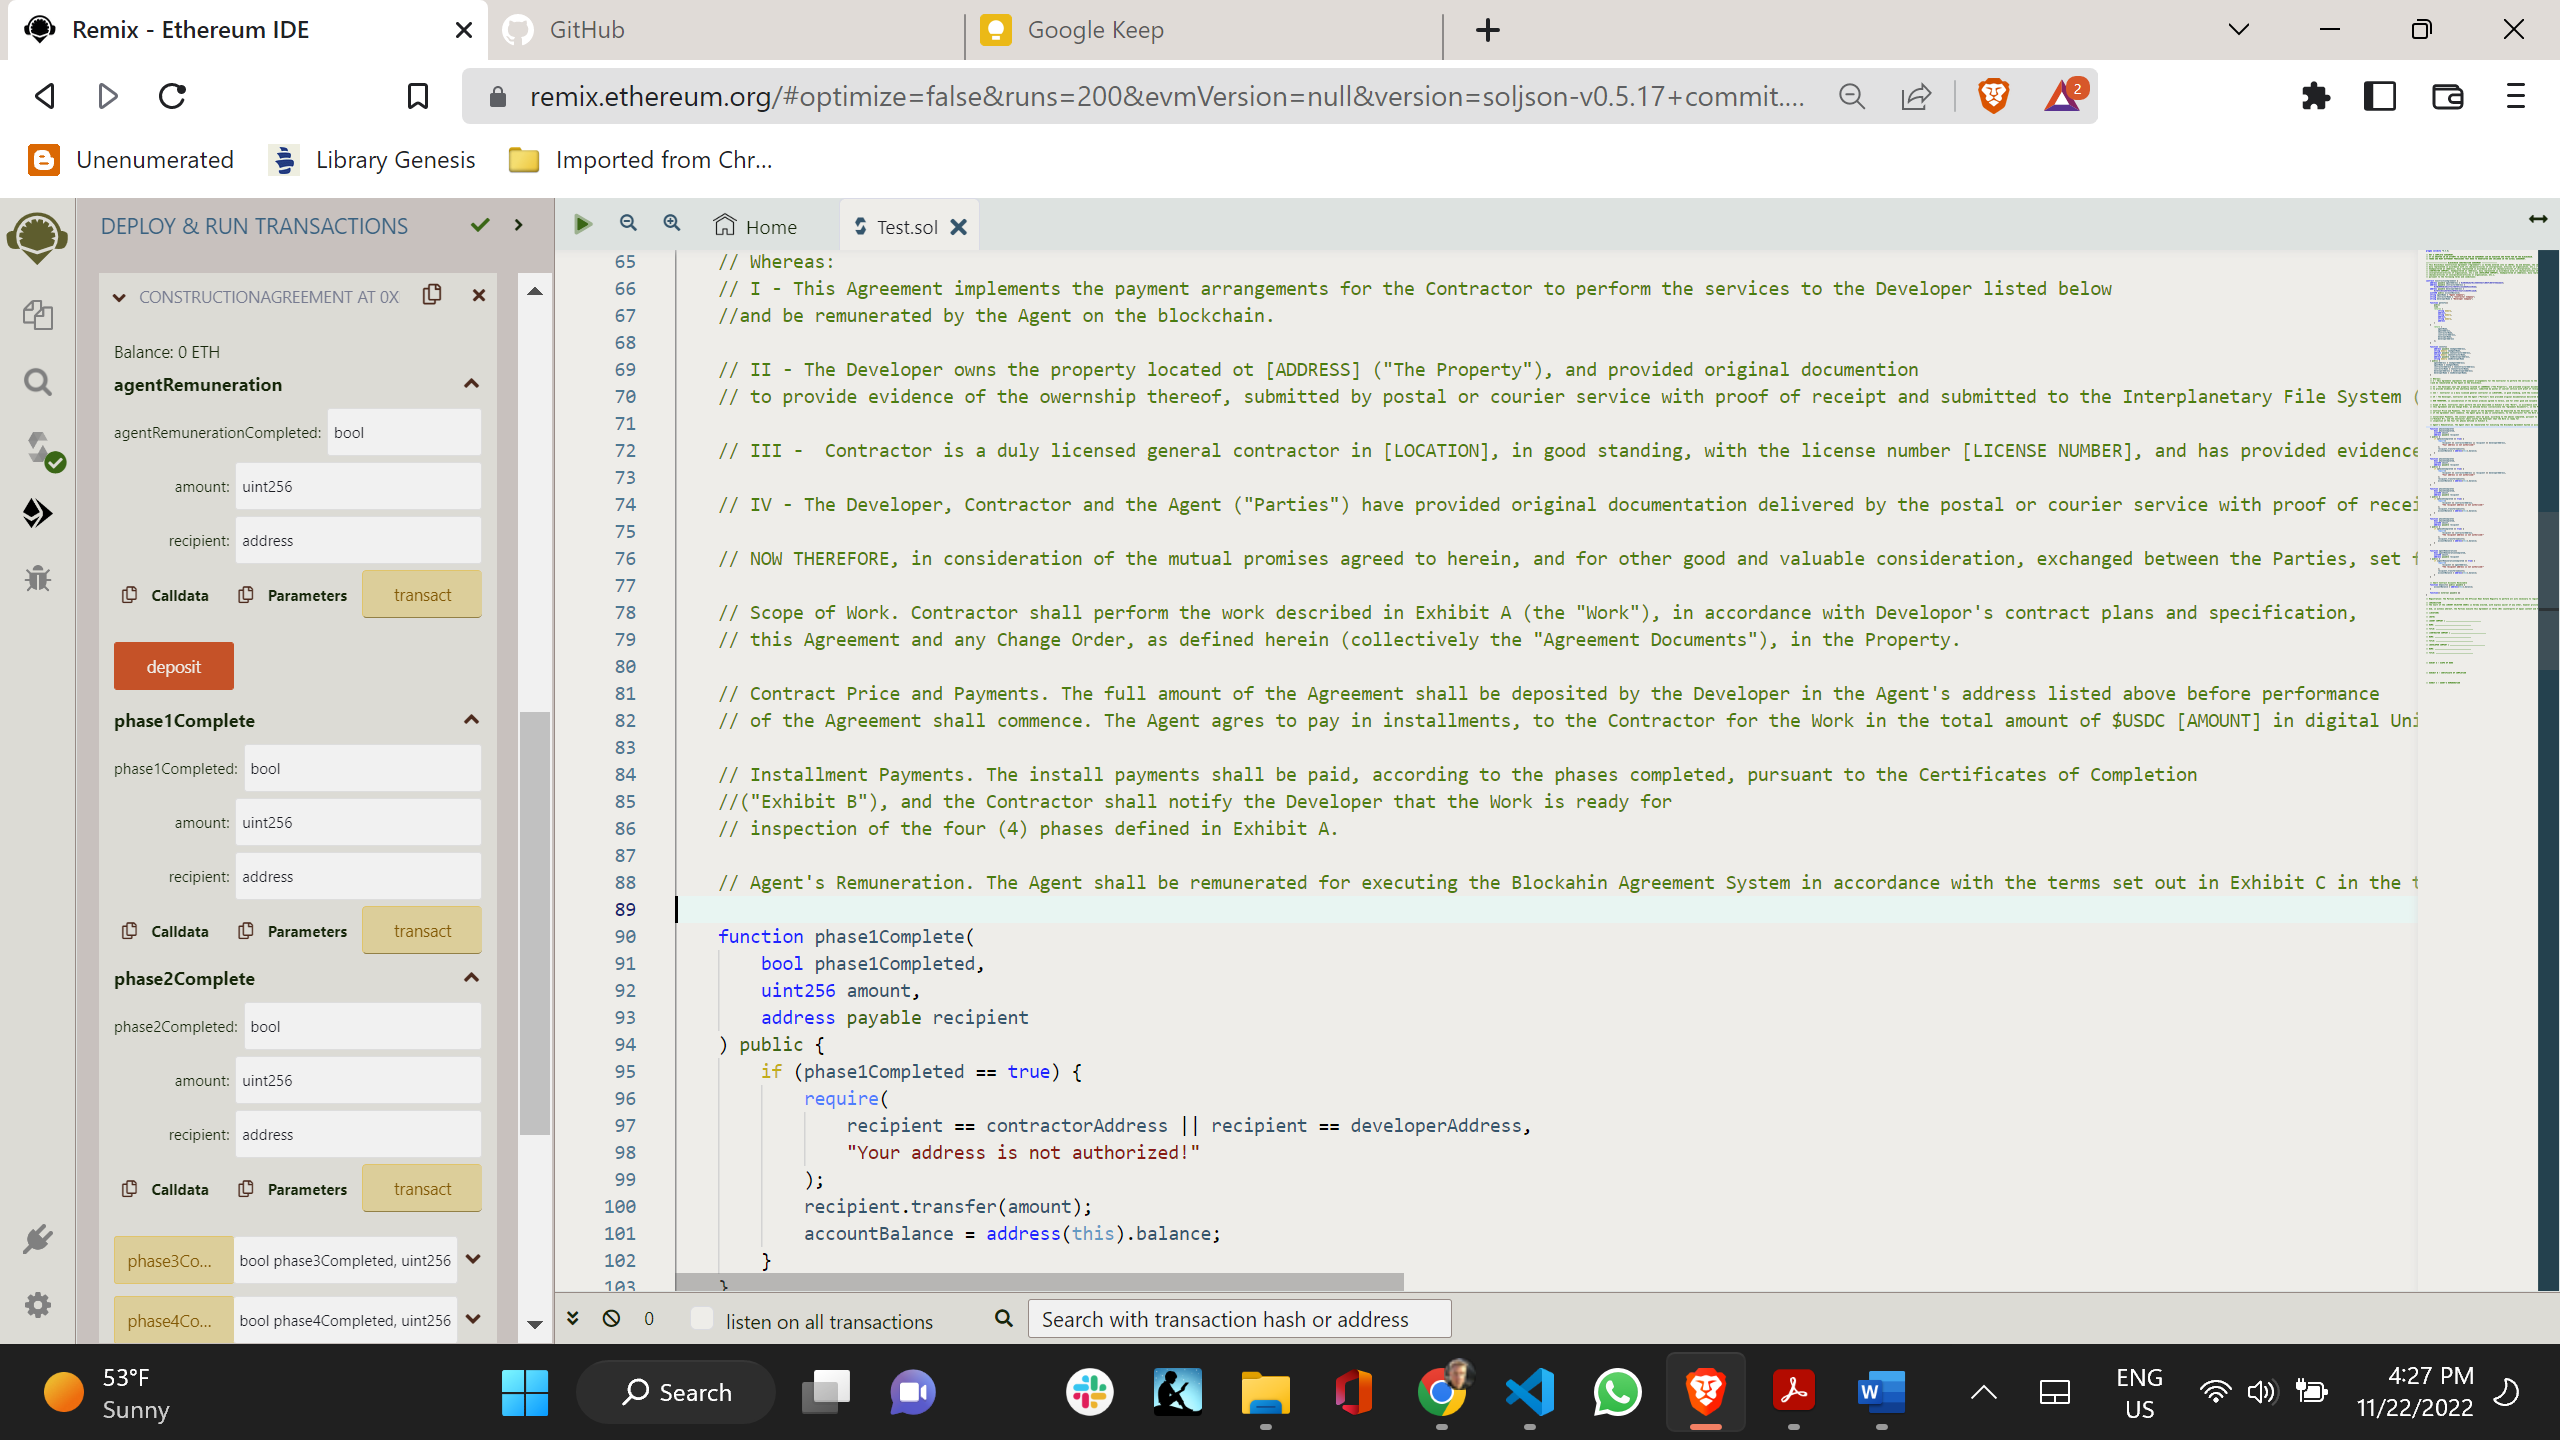 Remix - Ethereum IDE
GitHub
Google Keep
remix.ethereum.org/#optimize=false&runs=200&evmVersion=null&version=soljson-v0.5.17+commit....
2
Unenumerated
Library Genesis
Imported from Chr...
DEPLOY & RUN TRANSACTIONS
CONSTRUCTIONAGREEMENT AT 0X
Balance: 0 ETH
agentRemuneration
agentRemunerationCompleted: bool
amount: uint256
recipient: address
Calldata Parameters transact
deposit
phase1Complete
phase1Completed: bool
amount: uint256
recipient: address
Calldata Parameters transact
phase2Complete
phase2Completed: bool
amount: uint256
recipient: address
Calldata Parameters transact
phase3Co... bool phase3Completed, uint256
phase4Co... bool phase4Completed, uint256
Home
Test.sol
65 // Whereas:
66 // I - This Agreement implements the payment arrangements for the Contractor to perform the services to the Developer listed below
67 //and be remunerated by the Agent on the blockchain.
68
69 // II - The Developer owns the property located ot [ADDRESS] ("The Property"), and provided original documention
70 // to provide evidence of the owernship thereof, submitted by postal or courier service with proof of receipt and submitted to the Interplanetary File System (
71
72 // III -  Contractor is a duly licensed general contractor in [LOCATION], in good standing, with the license number [LICENSE NUMBER], and has provided evidence
73
74 // IV - The Developer, Contractor and the Agent ("Parties") have provided original documentation delivered by the postal or courier service with proof of recei
75
76 // NOW THEREFORE, in consideration of the mutual promises agreed to herein, and for other good and valuable consideration, exchanged between the Parties, set f
77
78 // Scope of Work. Contractor shall perform the work described in Exhibit A (the "Work"), in accordance with Developor's contract plans and specification,
79 // this Agreement and any Change Order, as defined herein (collectively the "Agreement Documents"), in the Property.
80
81 // Contract Price and Payments. The full amount of the Agreement shall be deposited by the Developer in the Agent's address listed above before performance
82 // of the Agreement shall commence. The Agent agres to pay in installments, to the Contractor for the Work in the total amount of $USDC [AMOUNT] in digital Uni
83
84 // Installment Payments. The install payments shall be paid, according to the phases completed, pursuant to the Certificates of Completion
85 //("Exhibit B"), and the Contractor shall notify the Developer that the Work is ready for
86 // inspection of the four (4) phases defined in Exhibit A.
87
88 // Agent's Remuneration. The Agent shall be remunerated for executing the Blockahin Agreement System in accordance with the terms set out in Exhibit C in the t
89
90 function phase1Complete(
91 bool phase1Completed,
92 uint256 amount,
93 address payable recipient
94 ) public {
95 if (phase1Completed == true) {
96 require(
97 recipient == contractorAddress || recipient == developerAddress,
98 "Your address is not authorized!"
99 );
100 recipient.transfer(amount);
101 accountBalance = address(this).balance;
102 }
103 }
0
listen on all transactions
Search with transaction hash or address
53°F
Sunny
Search
ENG
US
4:27 PM
11/22/2022